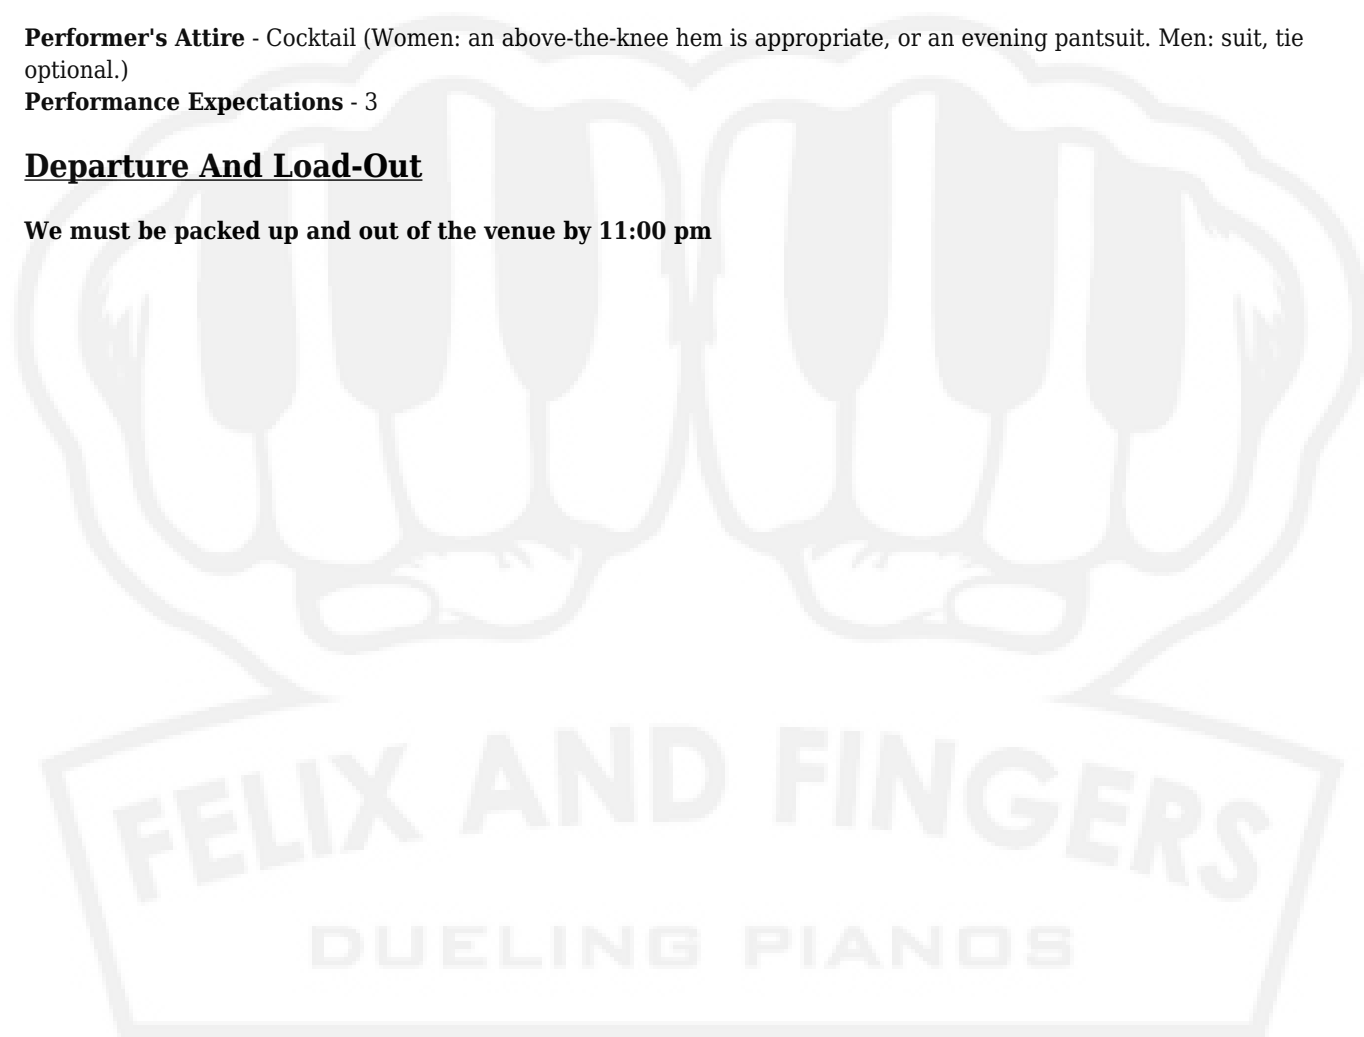 Performer's Attire - Cocktail (Women: an above-the-knee hem is appropriate, or an evening pantsuit. Men: suit, tie
optional.)
Performance Expectations - 3
Departure And Load-Out
We must be packed up and out of the venue by 11:00 pm
FELIX AND FINGERS
DUELING PIANOS